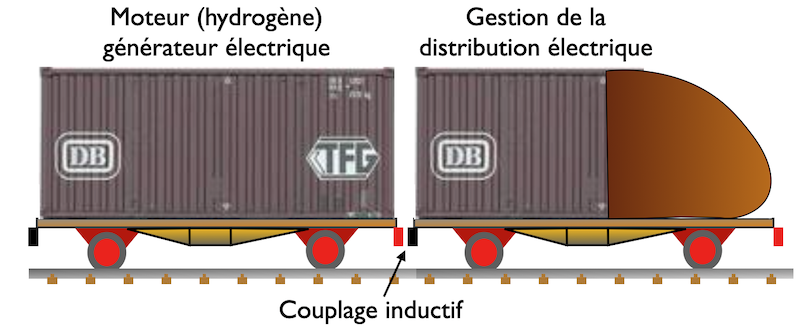 Moteur (hydrogène)
générateur électrique
Gestion de la
distribution électrique
DB
TFG
DB
Couplage inductif